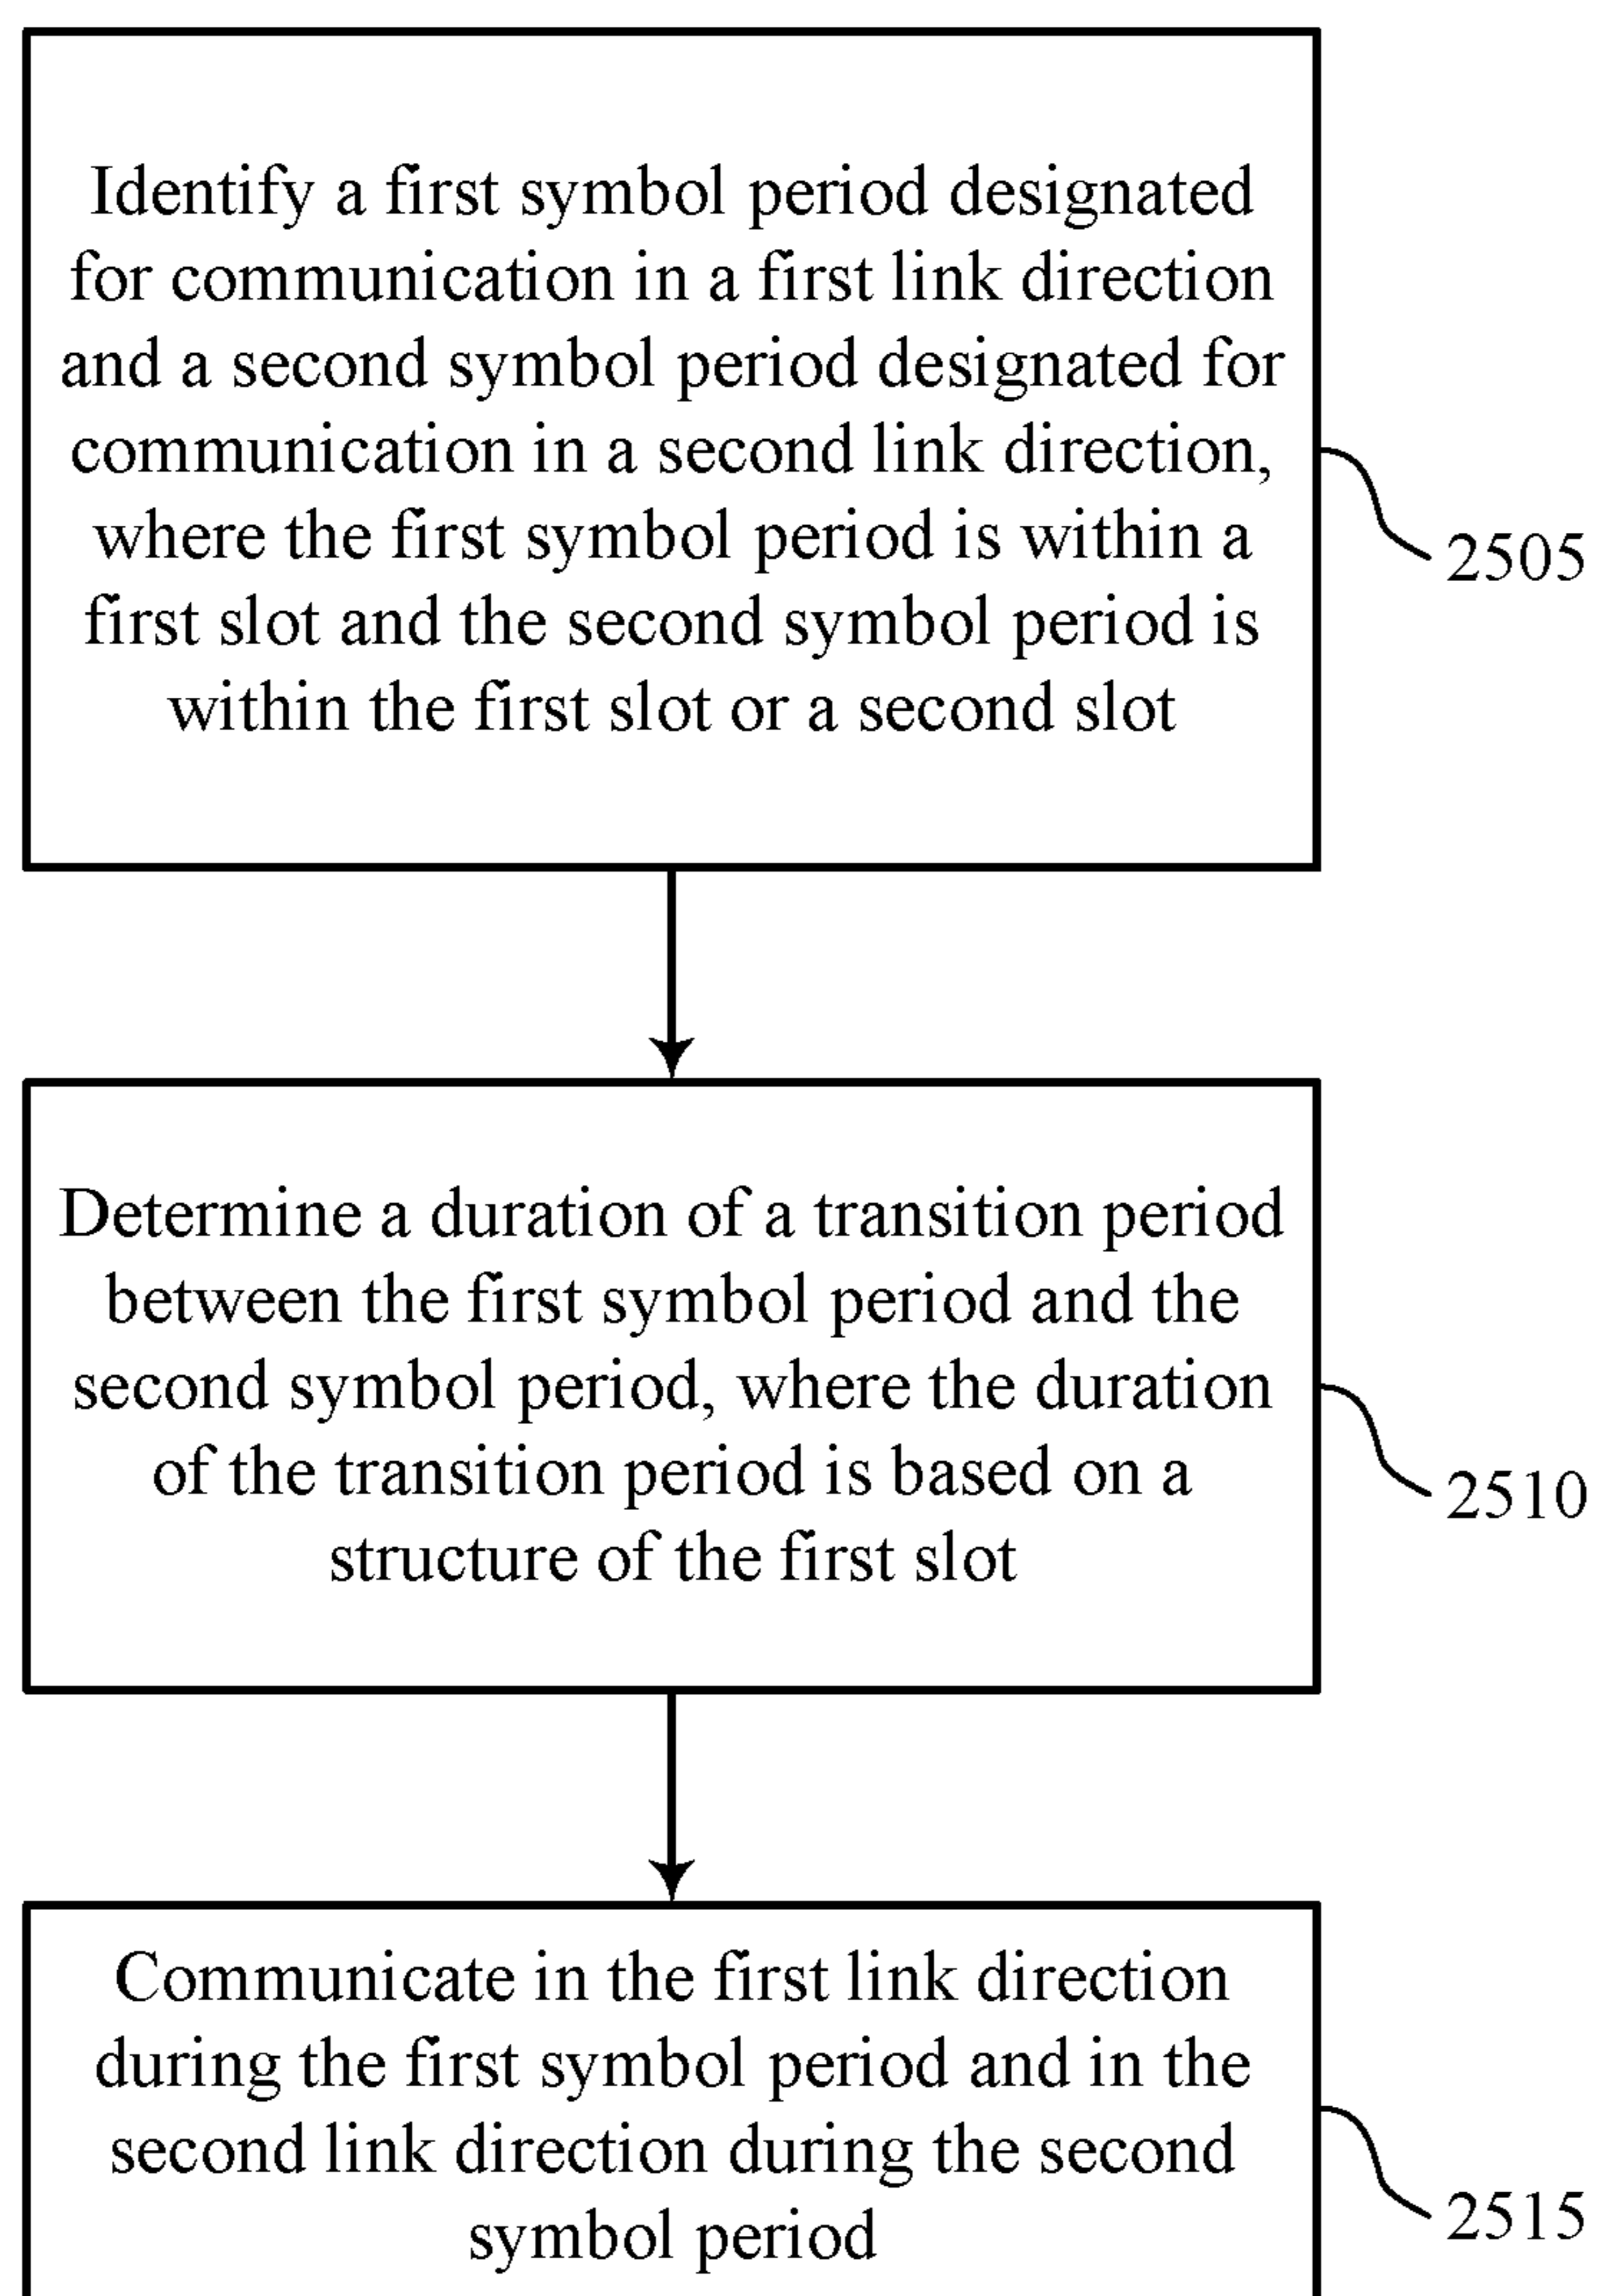 Identify a first symbol period designated
for communication in a first link direction
and a second symbol period designated for
communication in a second link direction,
where the first symbol period is within a
first slot and the second symbol period is
within the first slot or a second slot
2505
Determine a duration of a transition period
between the first symbol period and the
second symbol period, where the duration
of the transition period is based on a
structure of the first slot
2510
Communicate in the first link direction
during the first symbol period and in the
second link direction during the second
symbol period
2515